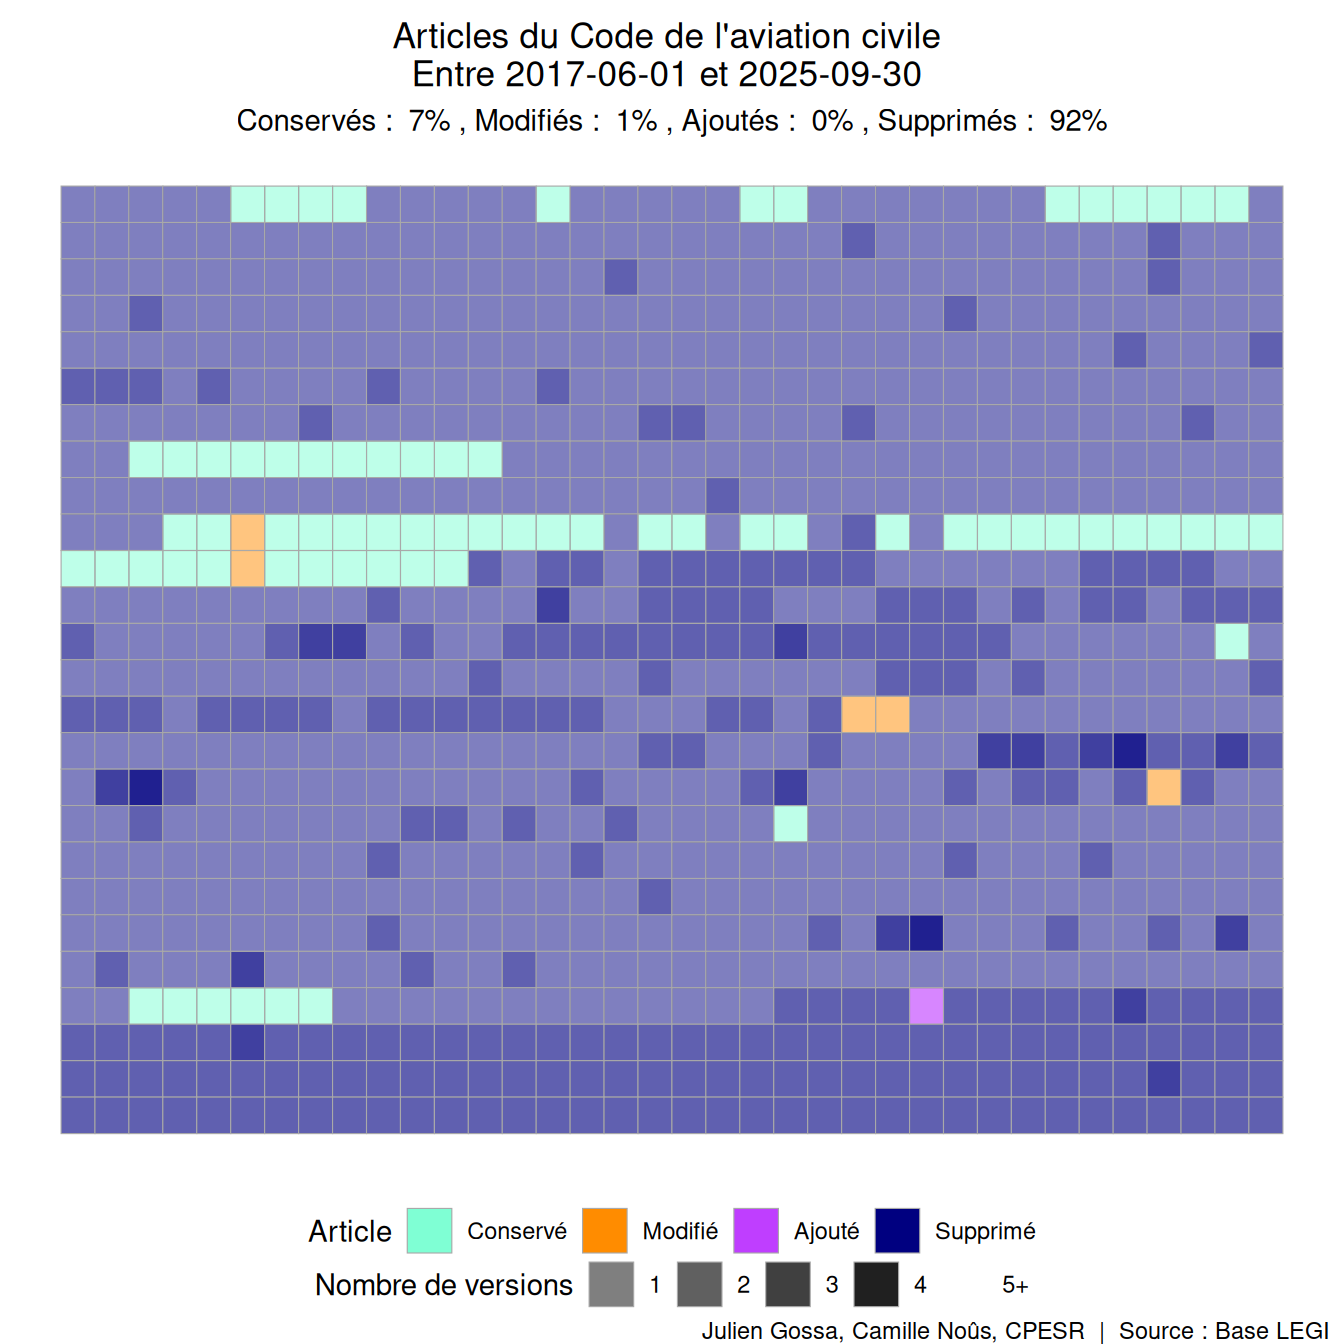 Articles du Code de l'aviation civile
Entre 2017-06-01 et 2025-09-30
Conservés :  7% , Modifiés :  1% , Ajoutés :  0% , Supprimés :  92%
Article Conservé Modifié Ajouté Supprimé
Nombre de versions 1 2 3 4 5+
Julien Gossa, Camille Noûs, CPESR | Source : Base LEGI